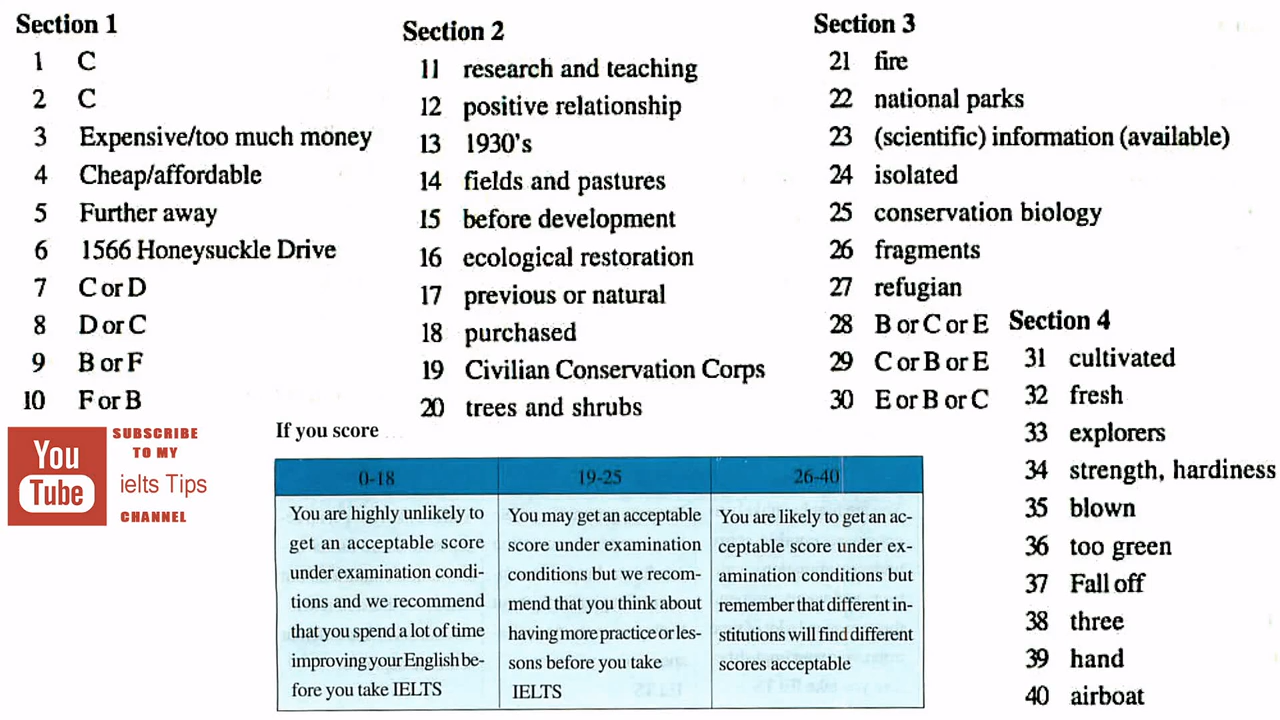 Section 1
1 C
2 C
3 Expensive/too much money
4 Cheap/affordable
5 Further away
6 1566 Honeysuckle Drive
7 C or D
8 D or C
9 B or F
10 F or B
Section 2
11 research and teaching
12 positive relationship
13 1930's
14 fields and pastures
15 before development
16 ecological restoration
17 previous or natural
18 purchased
19 Civilian Conservation Corps
20 trees and shrubs
Section 3
21 fire
22 national parks
23 (scientific) information (available)
24 isolated
25 conservation biology
26 fragments
27 refugian
28 B or C or E
29 C or B or E
30 E or B or C
Section 4
31 cultivated
32 fresh
33 explorers
34 strength, hardiness
35 blown
36 too green
37 Fall off
38 three
39 hand
40 airboat
You
Tube
SUBSCRIBE
TO MY
ielts Tips
CHANNEL
If you score
0-18
You are highly unlikely to
get an acceptable score
under examination condi-
tions and we recommend
that you spend a lot of time
improving your English be-
fore you take IELTS
19-25
You may get an acceptable
score under examination
conditions but we recom-
mend that you think about
having more practice or les-
sons before you take
IELTS
26-40
You are likely to get an ac-
ceptable score under ex-
amination conditions but
remember that different in-
stitutions will find different
scores acceptable